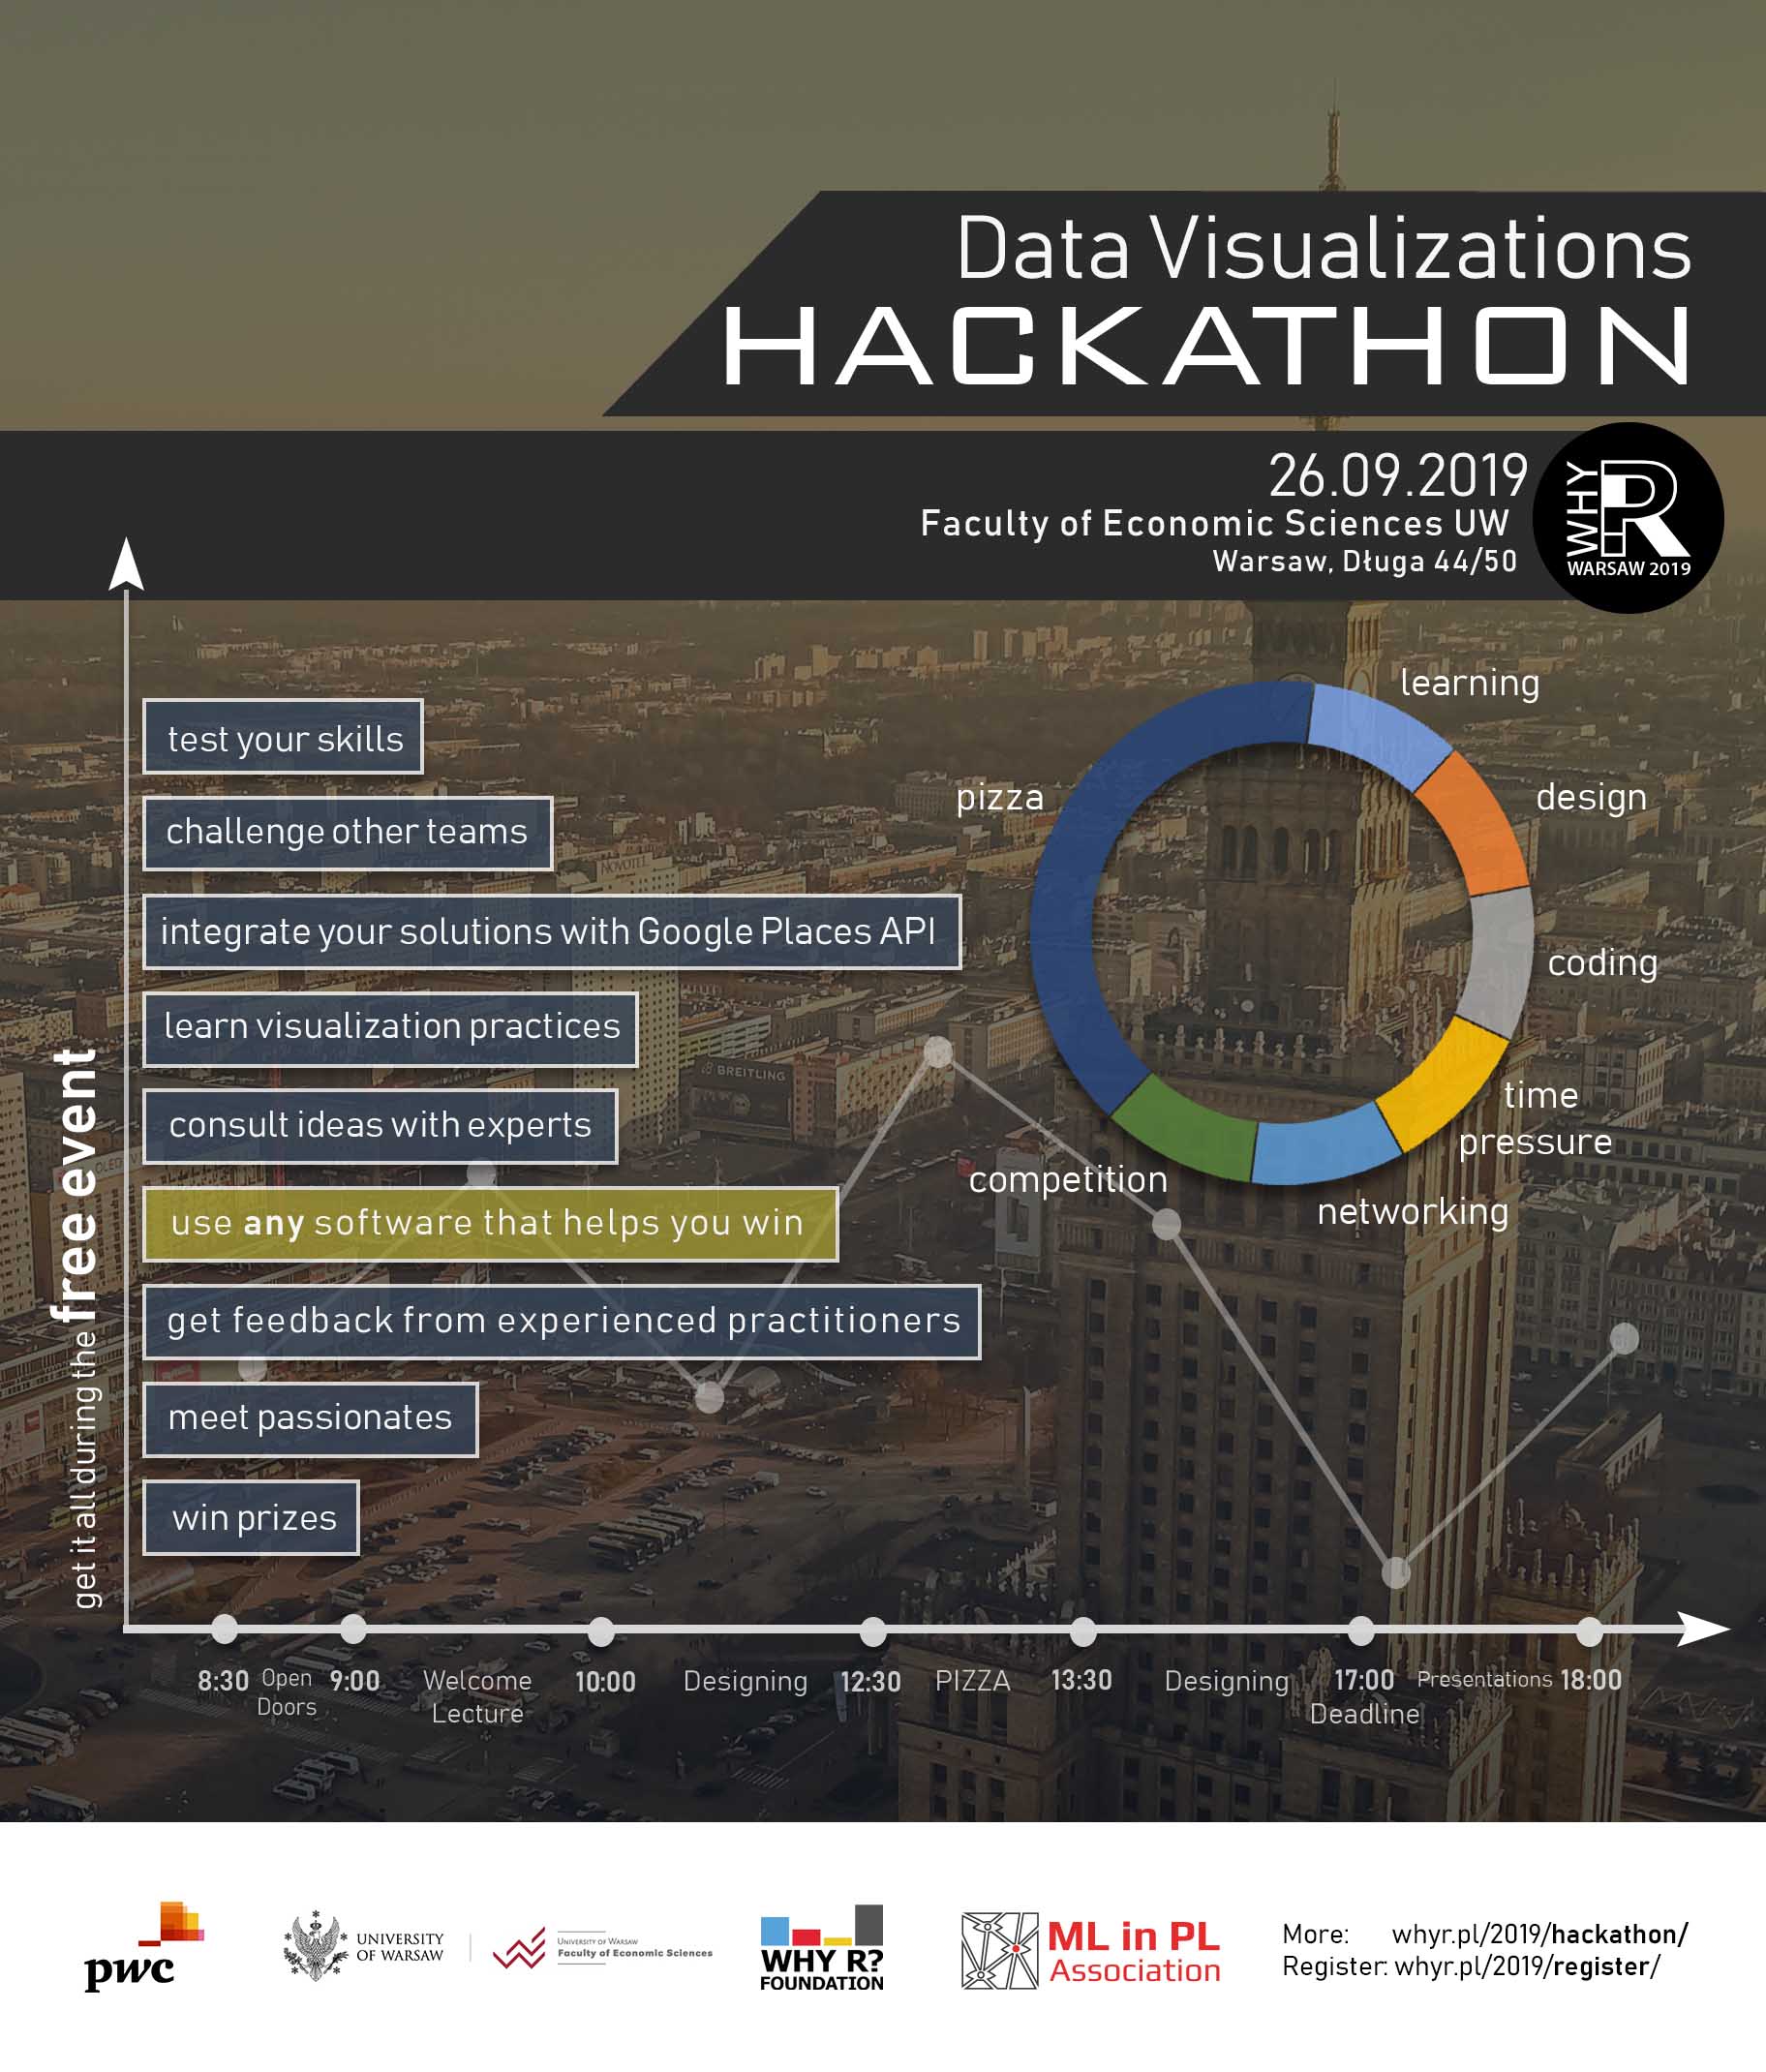 Data Visualizations
HACKATHON
26.09.2019
Faculty of Economic Sciences UW
Warsaw, Długa 44/50
WHY R
WARSAW 2019
get it all during the free event
test your skills
challenge other teams
integrate your solutions with Google Places API
learn visualization practices
consult ideas with experts
use any software that helps you win
get feedback from experienced practitioners
meet passionates
win prizes
learning
design
coding
time
pressure
networking
competition
pizza
NOVOTEL
BREITLING
8:30 Open Doors 9:00 Welcome Lecture 10:00 Designing 12:30 PIZZA 13:30 Designing 17:00 Deadline Presentations 18:00
pwc
UNIVERSITY
OF WARSAW
University of Warsaw
Faculty of Economic Sciences
WHY R?
FOUNDATION
ML in PL
Association
More: whyr.pl/2019/hackathon/
Register: whyr.pl/2019/register/